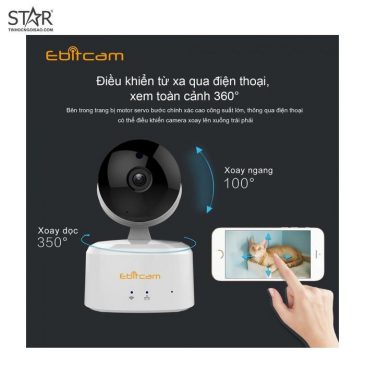 STAR
TINHOCNGOISAO.COM
Ebitcam
Điều khiển từ xa qua điện thoại,
xem toàn cảnh 360°
Bên trong trang bị motor servo bước chính xác cao công suất lớn, thông qua điện thoại
có thể điều khiển camera xoay lên xuống trái phải
Xoay ngang
100°
Xoay dọc
350°
Ebitcam